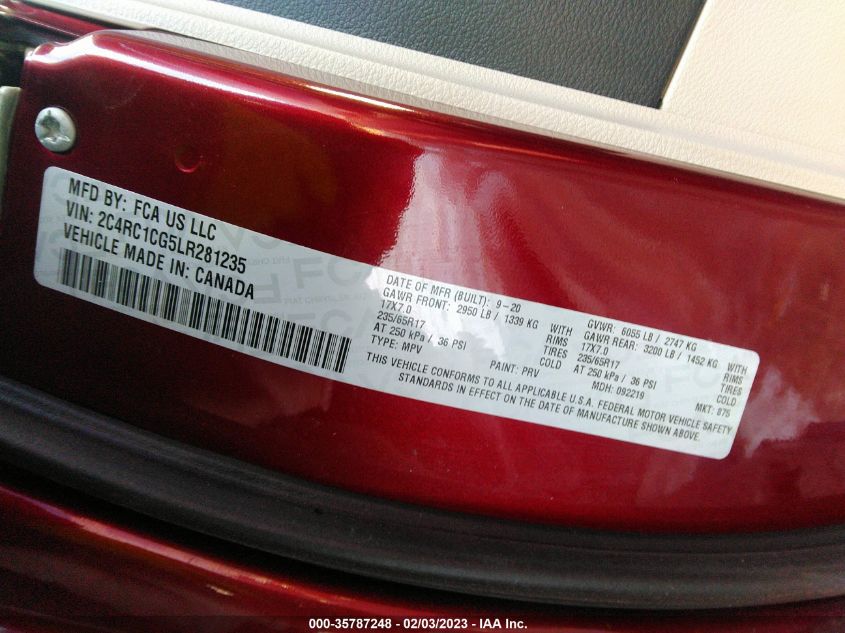 MFD BY: FCA US LLC
VIN: 2C4RC1CG5LR281235
VEHICLE MADE IN: CANADA
DATE OF MFR (BUILT): 9-20 GVWR: 6055 LB / 2747 KG
GAWR FRONT: 2950 LB / 1339 KG WITH GAWR REAR: 3200 LB / 1452 KG WITH
17X7.0 RIMS 17X7.0 RIMS
235/65R17 TIRES 235/65R17 TIRES
AT 250 kPa / 36 PSI COLD AT 250 kPa / 36 PSI COLD
TYPE: MPV PAINT: PRV MDH: 092219 MKT: 875
THIS VEHICLE CONFORMS TO ALL APPLICABLE U.S.A. FEDERAL MOTOR VEHICLE SAFETY
STANDARDS IN EFFECT ON THE DATE OF MANUFACTURE SHOWN ABOVE.
000-35787248 - 02/03/2023 - IAA Inc.